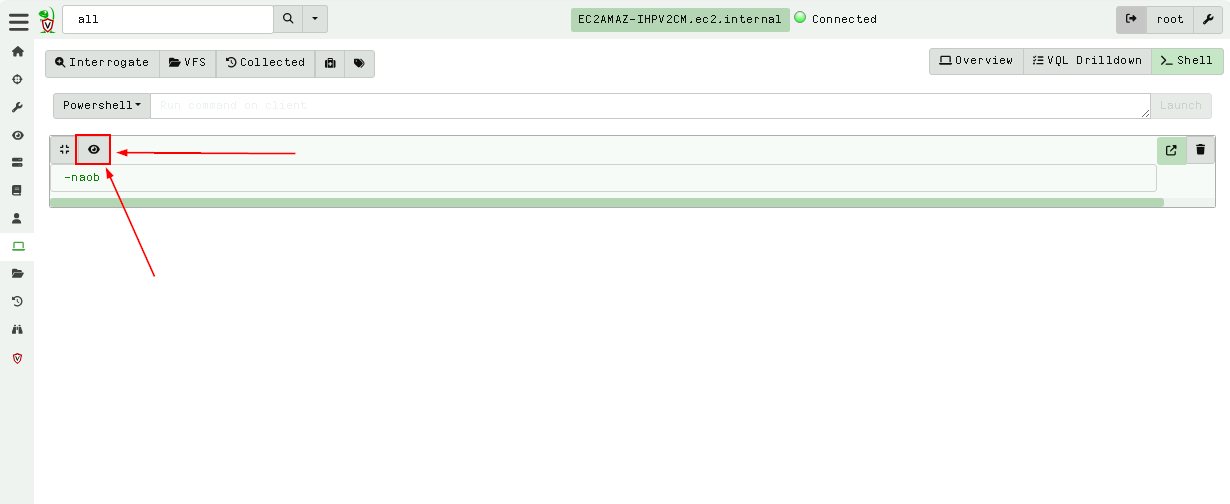 all
EC2AMAZ-IHPV2CM.ec2.internal
Connected
root
Interrogate
VFS
Collected
Overview
VQL Drilldown
Shell
Powershell
Run command on client
Launch
-naob